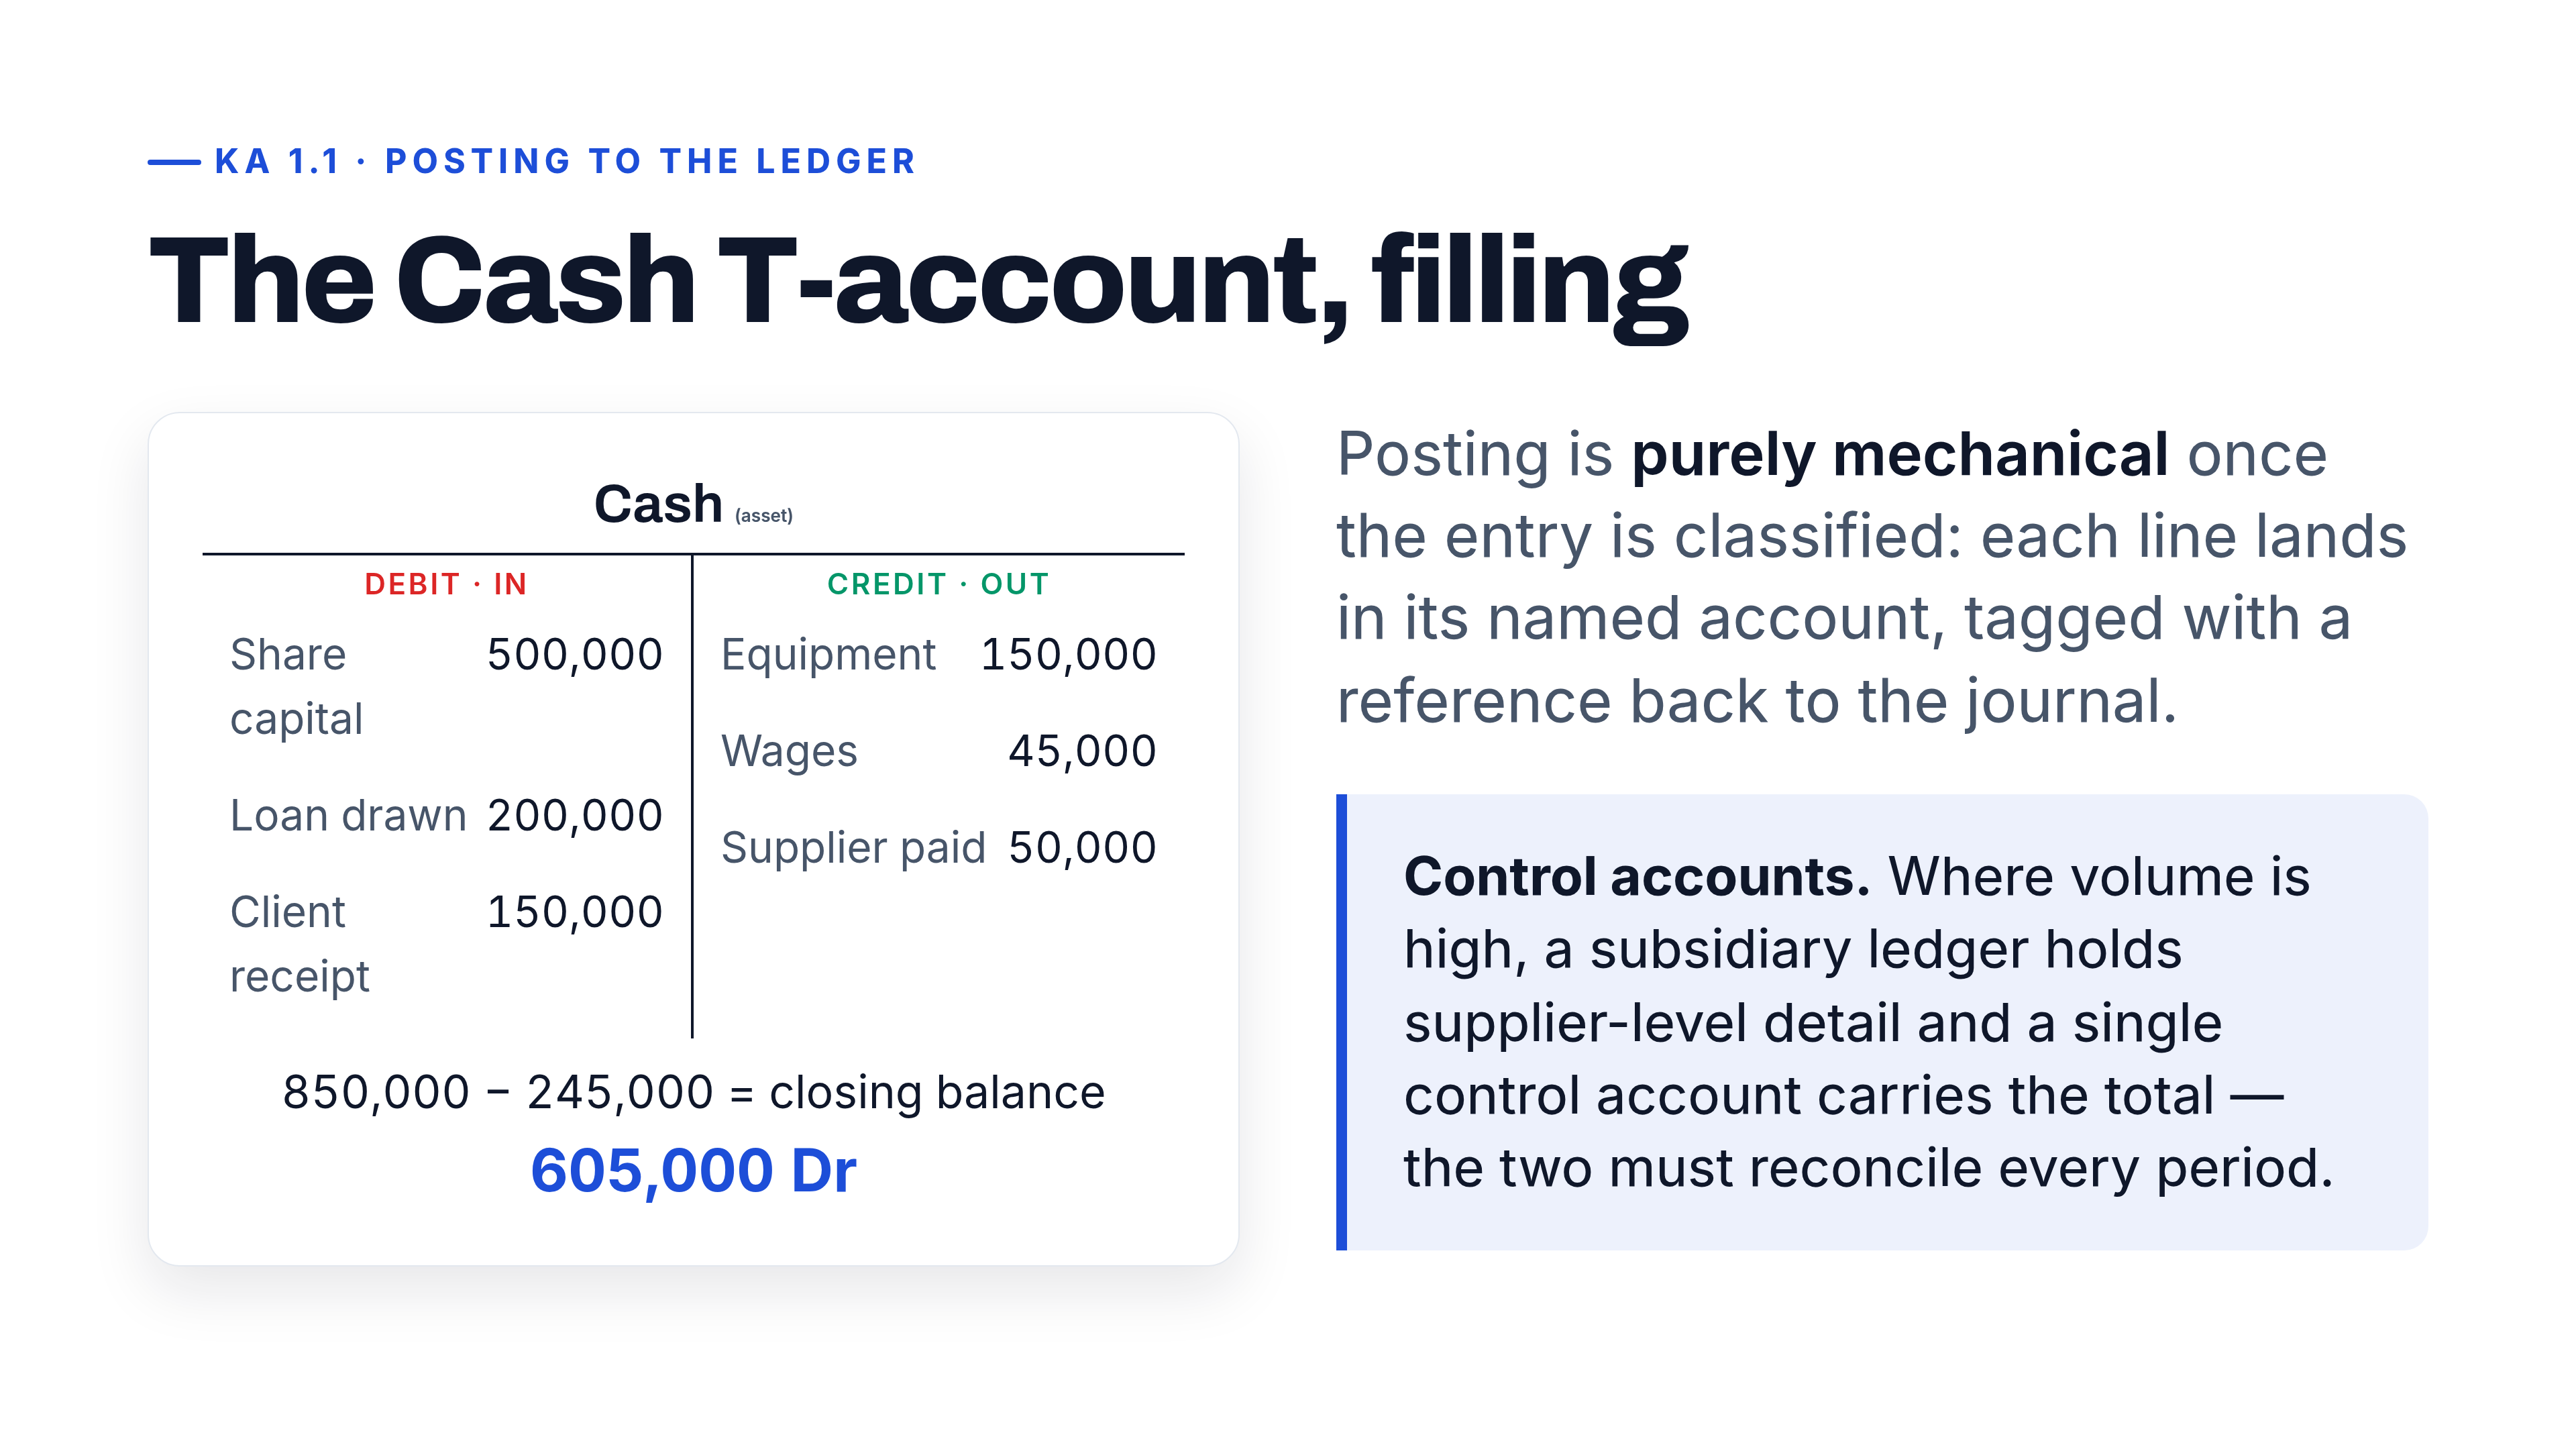 KA 1.1 · POSTING TO THE LEDGER
The Cash T-account, filling
Cash (asset)
DEBIT · IN
Share 500,000
capital
Loan drawn 200,000
Client 150,000
receipt
CREDIT · OUT
Equipment 150,000
Wages 45,000
Supplier paid 50,000
850,000 − 245,000 = closing balance
605,000 Dr
Posting is purely mechanical once
the entry is classified: each line lands
in its named account, tagged with a
reference back to the journal.
Control accounts. Where volume is
high, a subsidiary ledger holds
supplier-level detail and a single
control account carries the total —
the two must reconcile every period.